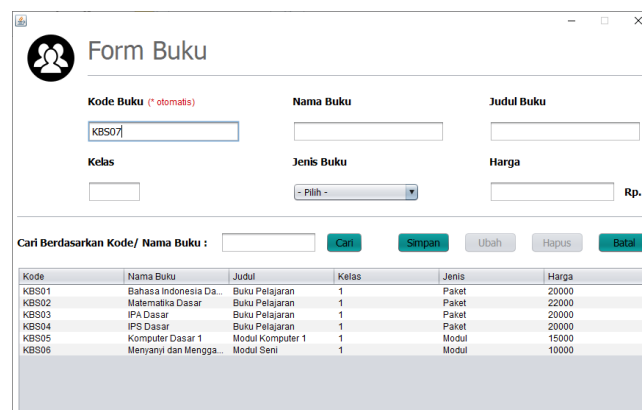 Form Buku
Kode Buku (* otomatis) Nama Buku Judul Buku
KBS07
Kelas Jenis Buku Harga
- Pilih - Rp.
Cari Berdasarkan Kode/ Nama Buku : Cari Simpan Ubah Hapus Batal
Kode Nama Buku Judul Kelas Jenis Harga
KBS01 Bahasa Indonesia Da... Buku Pelajaran 1 Paket 20000
KBS02 Matematika Dasar Buku Pelajaran 1 Paket 22000
KBS03 IPA Dasar Buku Pelajaran 1 Paket 20000
KBS04 IPS Dasar Buku Pelajaran 1 Paket 20000
KBS05 Komputer Dasar 1 Modul Komputer 1 1 Modul 15000
KBS06 Menyanyi dan Mengga... Modul Seni 1 Modul 10000